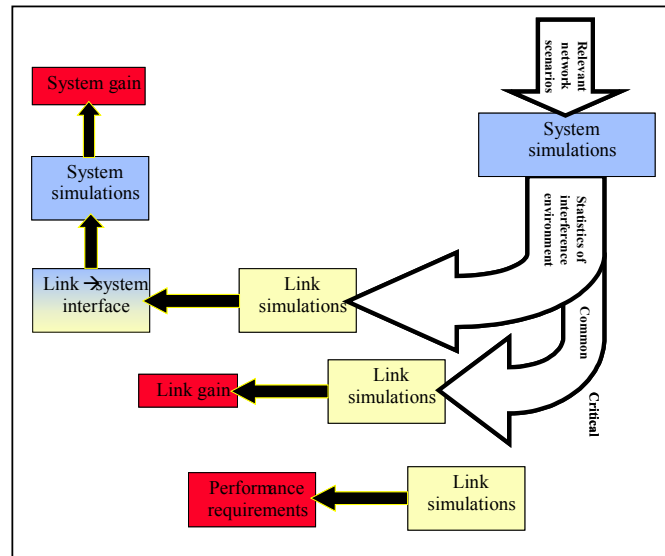 Relevant
network
scenarios
System gain
System
simulations
System
simulations
Statistics of
interference
environment
Link →system
interface
Link
simulations
Common
Link gain
Link
simulations
Critical
Performance
requirements
Link
simulations